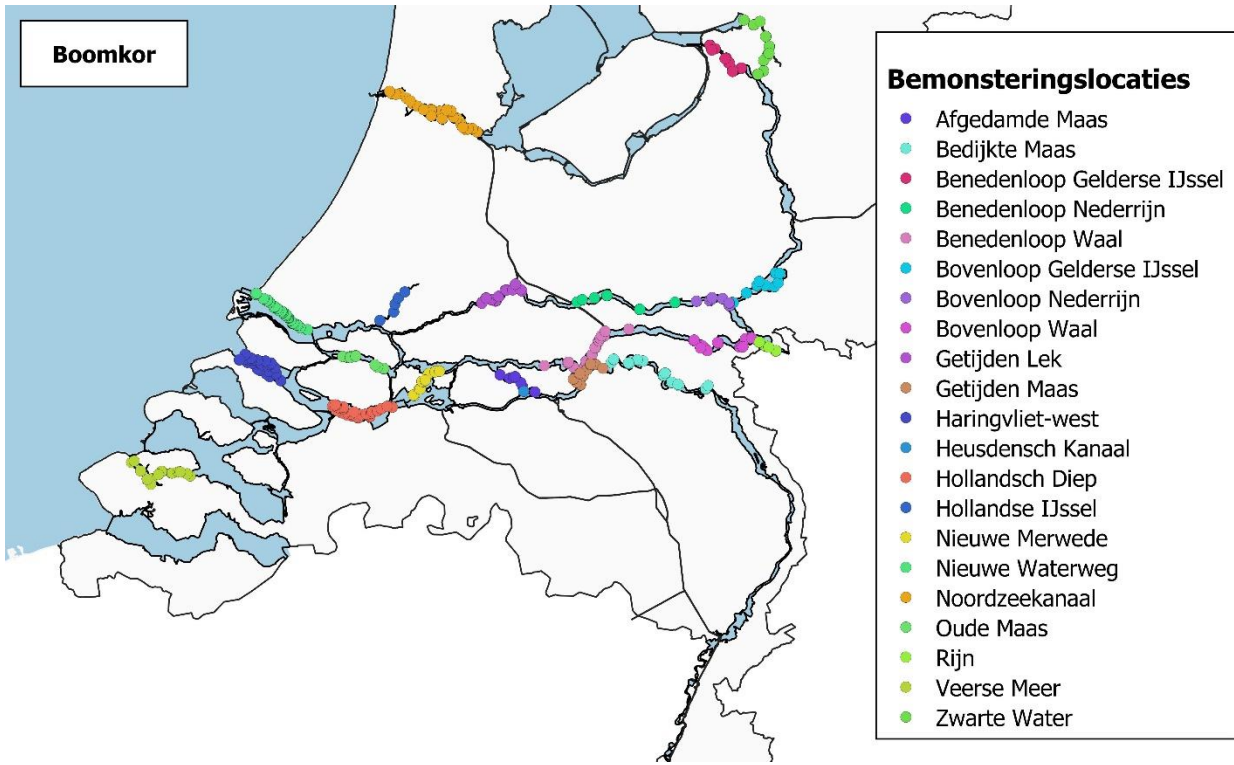 Boomkor
Bemonsteringslocaties
Afgedamde Maas
Bedijkte Maas
Benedenloop Gelderse IJssel
Benedenloop Nederrijn
Benedenloop Waal
Bovenloop Gelderse IJssel
Bovenloop Nederrijn
Bovenloop Waal
Getijden Lek
Getijden Maas
Haringvliet-west
Heusdensch Kanaal
Hollandsch Diep
Hollandse IJssel
Nieuwe Merwede
Nieuwe Waterweg
Noordzeekanaal
Oude Maas
Rijn
Veerse Meer
Zwarte Water